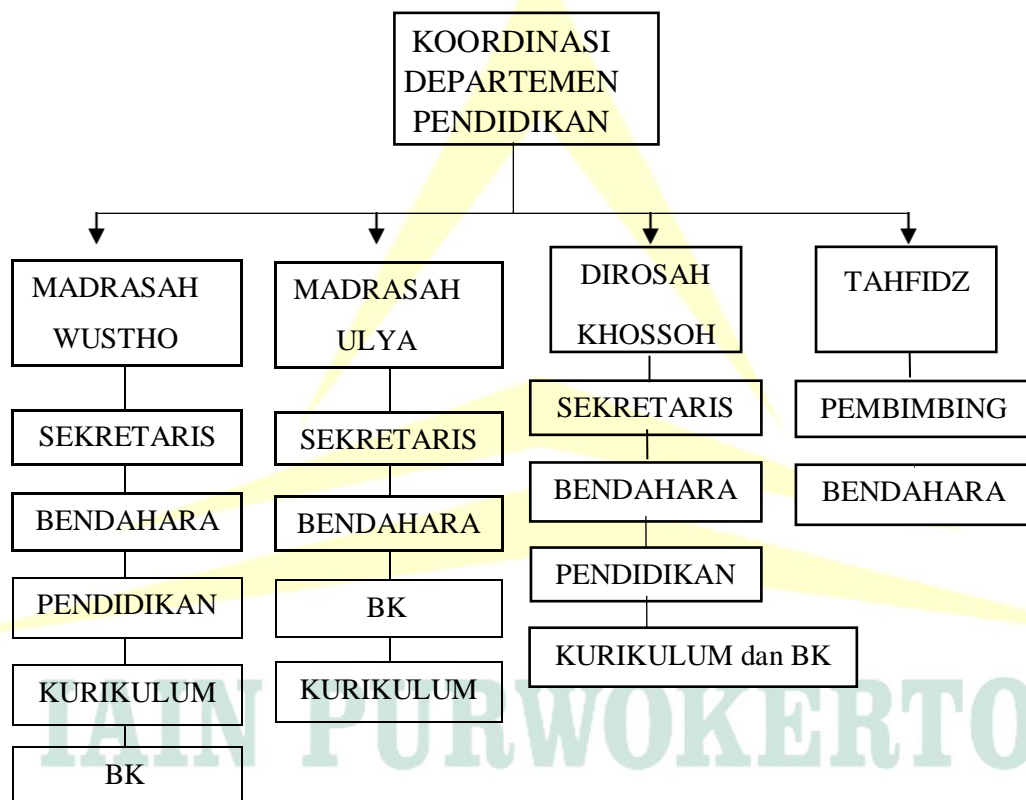 KOORDINASI
DEPARTEMEN
PENDIDIKAN
MADRASAH
WUSTHO
SEKRETARIS
BENDAHARA
PENDIDIKAN
KURIKULUM
BK
MADRASAH
ULYA
SEKRETARIS
BENDAHARA
BK
KURIKULUM
DIROSAH
KHOSSOH
SEKRETARIS
BENDAHARA
PENDIDIKAN
KURIKULUM dan BK
TAHFIDZ
PEMBIMBING
BENDAHARA
IAIN PURWOKERTO